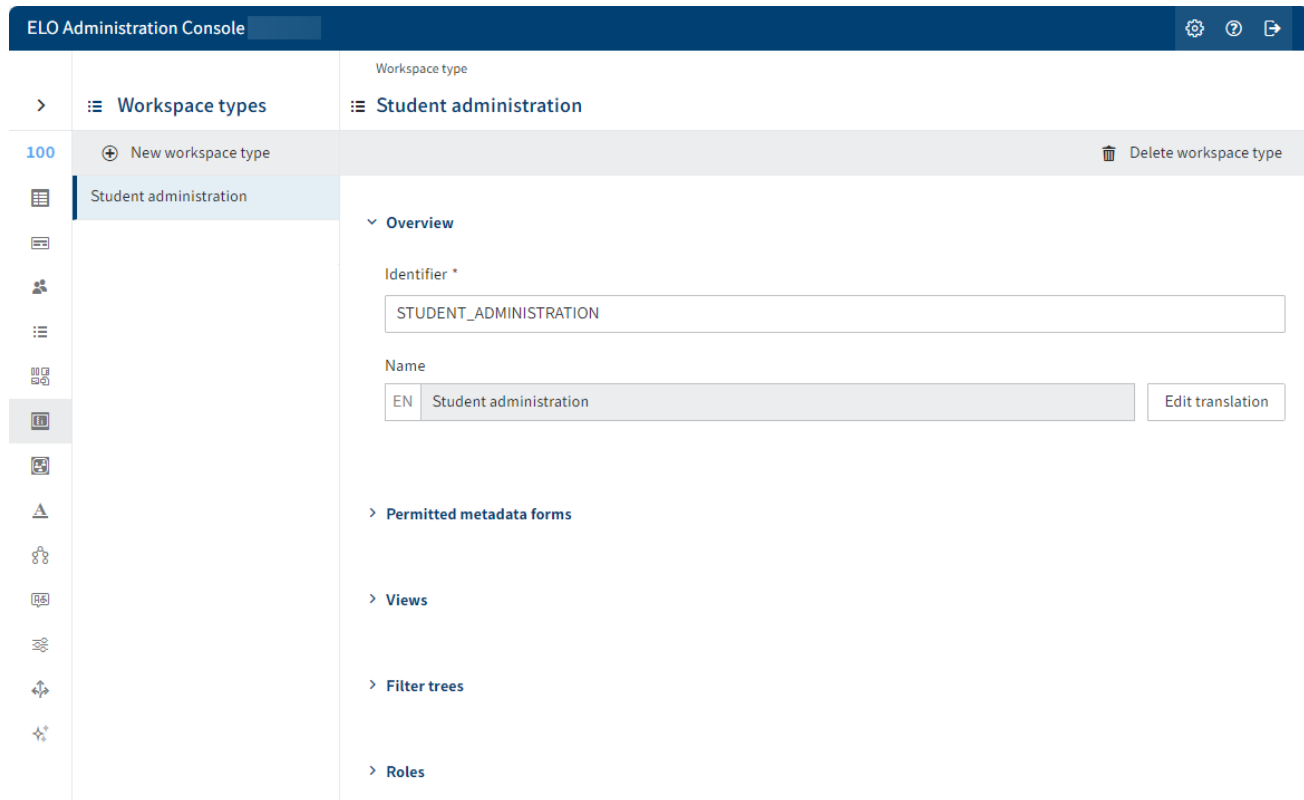 ELO Administration Console
Workspace type
Workspace types
Student administration
100
New workspace type
Delete workspace type
Student administration
Overview
Identifier *
STUDENT_ADMINISTRATION
Name
EN Student administration
Edit translation
Permitted metadata forms
Views
Filter trees
Roles